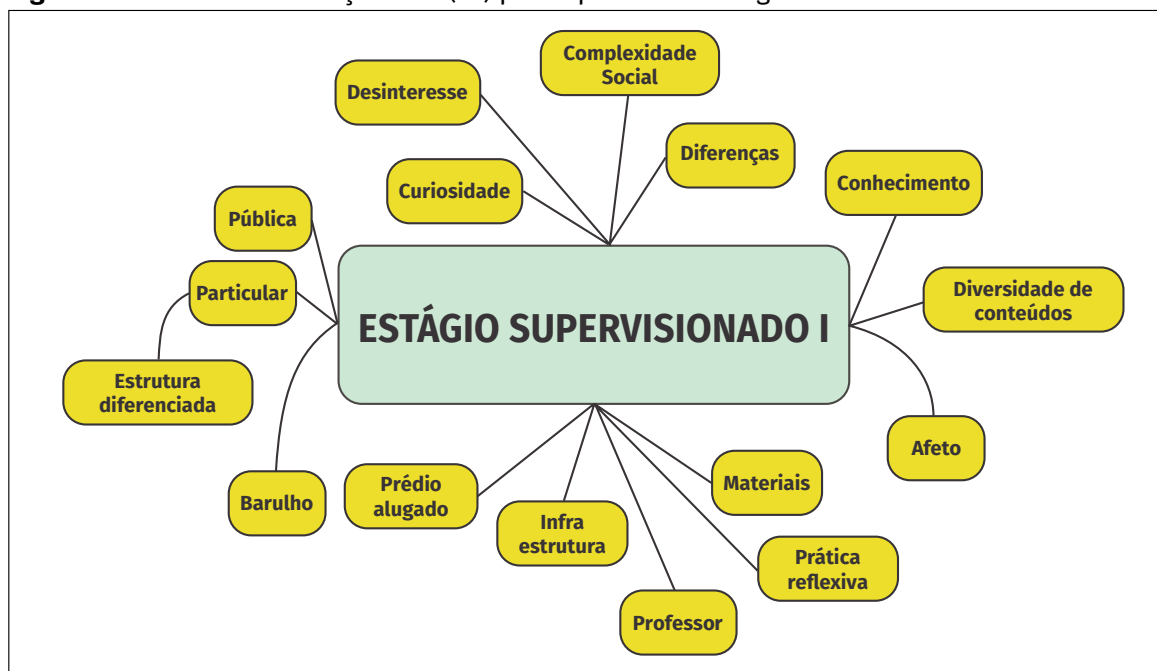 Complexidade
Social
Desinteresse
Diferenças
Curiosidade
Conhecimento
Pública
Particular
Diversidade de
conteúdos
ESTÁGIO SUPERVISIONADO I
Estrutura
diferenciada
Afeto
Barulho
Prédio
alugado
Infra
estrutura
Materiais
Prática
reflexiva
Professor